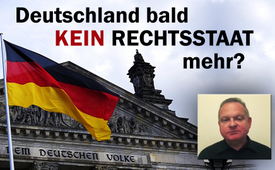 Deutschland bald
KEIN RECHTSSTAAT
mehr?
DEM DEUTSCHEN VOLKE